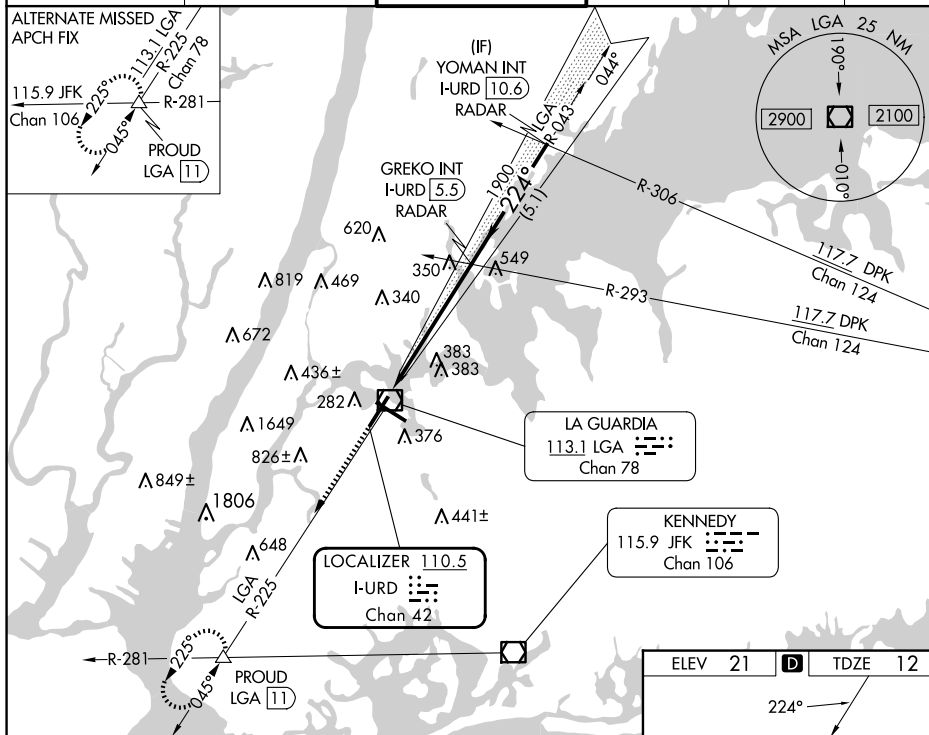 ALTERNATE MISSED
APCH FIX
113.1 LGA
R-225
Chan 78
115.9 JFK
Chan 106
R-281
225°
045°
PROUD
LGA 11
(IF)
YOMAN INT
I-URD 10.6
RADAR
LGA
R-043
044°
1900
224°
(5.1)
GREKO INT
I-URD 5.5
RADAR
MSA LGA 25 NM
190°
2900
2100
010°
R-306
117.7 DPK
Chan 124
R-293
117.7 DPK
Chan 124
620
350
549
819
469
340
672
383
383
436±
282
1649
376
826±
849±
1806
441±
648
LA GUARDIA
113.1 LGA
Chan 78
KENNEDY
115.9 JFK
Chan 106
LOCALIZER 110.5
I-URD
Chan 42
LGA
R-225
R-281
225°
045°
PROUD
LGA 11
ELEV 21
D
TDZE 12
224°